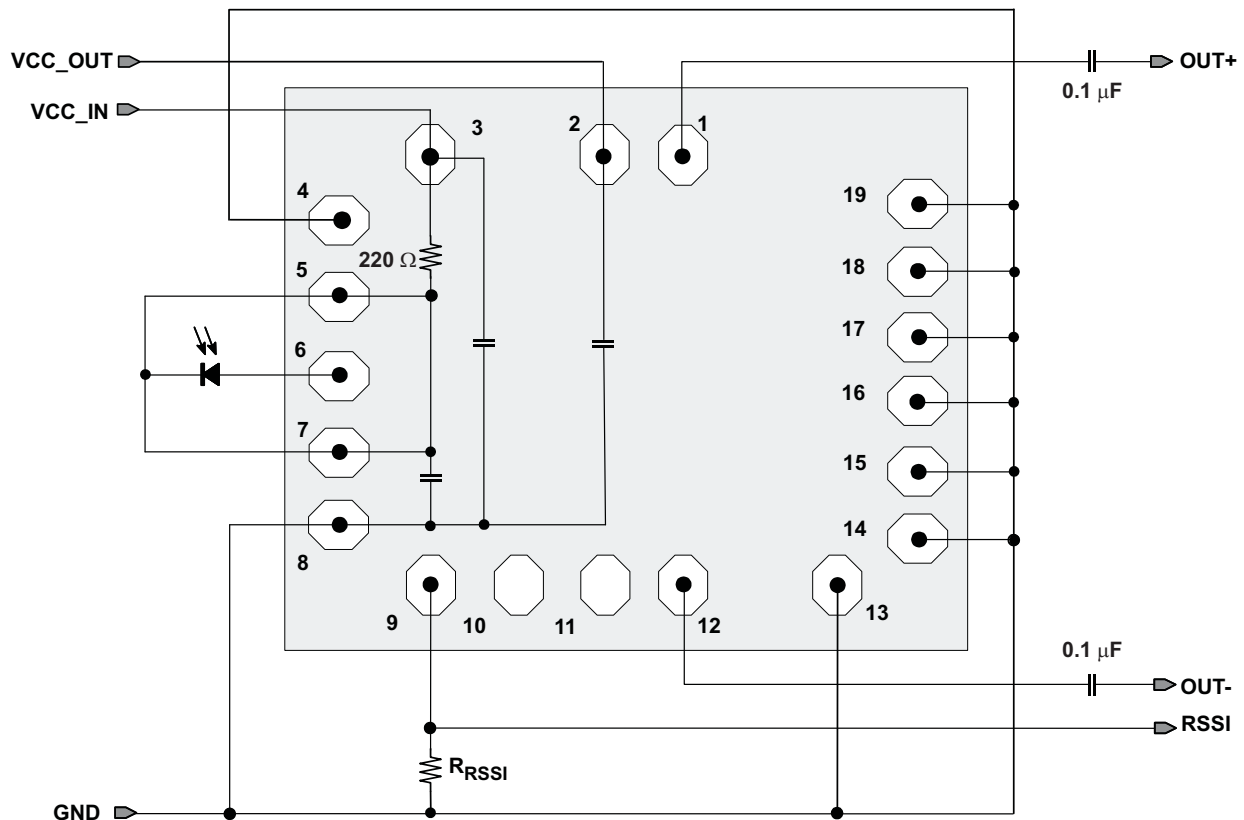 VCC_OUT
OUT+
0.1 μF
VCC_IN
3
2
1
4
19
220 Ω
5
18
6
17
16
7
15
14
8
9
10
11
12
13
0.1 μF
OUT-
RSSI
RRSSI
GND